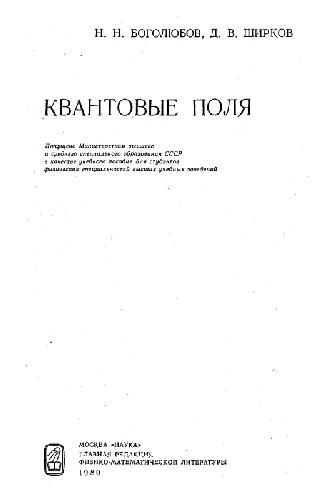 Н. Н. БОГОЛЮБОВ, Д. В. ШИРКОВ
КВАНТОВЫЕ ПОЛЯ
Допущено Министерством высшего
и среднего специального образования СССР
в качестве учебного пособия для студентов
физических специальностей высших учебных заведений
МОСКВА «НАУКА»
ГЛАВНАЯ РЕДАКЦИЯ
ФИЗИКО-МАТЕМАТИЧЕСКОЙ ЛИТЕРАТУРЫ
1980